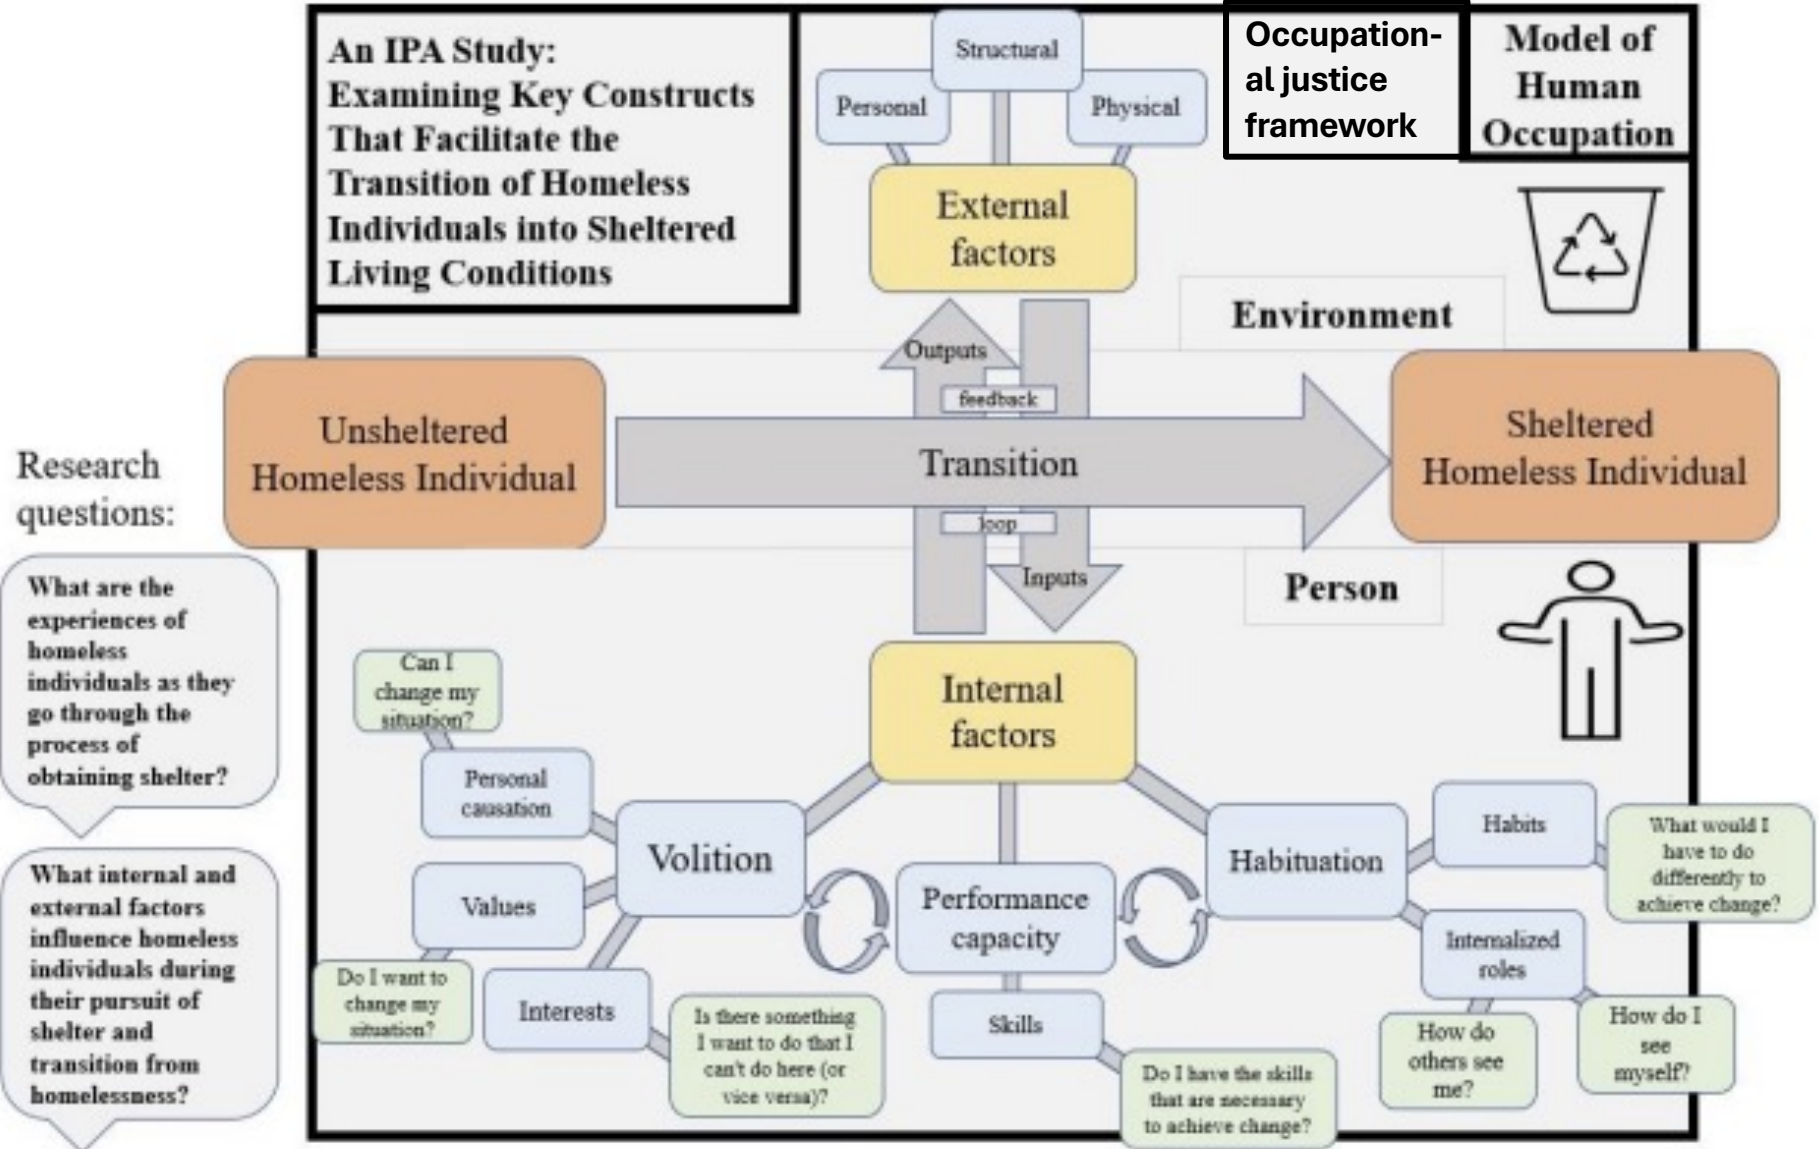 An IPA Study:
Examining Key Constructs
That Facilitate the
Transition of Homeless
Individuals into Sheltered
Living Conditions
Structural
Personal
Physical
External
factors
Occupation-
al justice
framework
Model of
Human
Occupation
Environment
Outputs
feedback
Unsheltered
Homeless Individual
Transition
Sheltered
Homeless Individual
loop
Inputs
Person
Research
questions:
What are the
experiences of
homeless
individuals as they
go through the
process of
obtaining shelter?
What internal and
external factors
influence homeless
individuals during
their pursuit of
shelter and
transition from
homelessness?
Internal
factors
Can I
change my
situation?
Personal
causation
Volition
Values
Do I want to
change my
situation?
Interests
Is there something
I want to do that I
can't do here (or
vice versa)?
Performance
capacity
Skills
Do I have the skills
that are necessary
to achieve change?
Habituation
Habits
What would I
have to do
differently to
achieve change?
Internalized
roles
How do
others see
me?
How do I
see
myself?